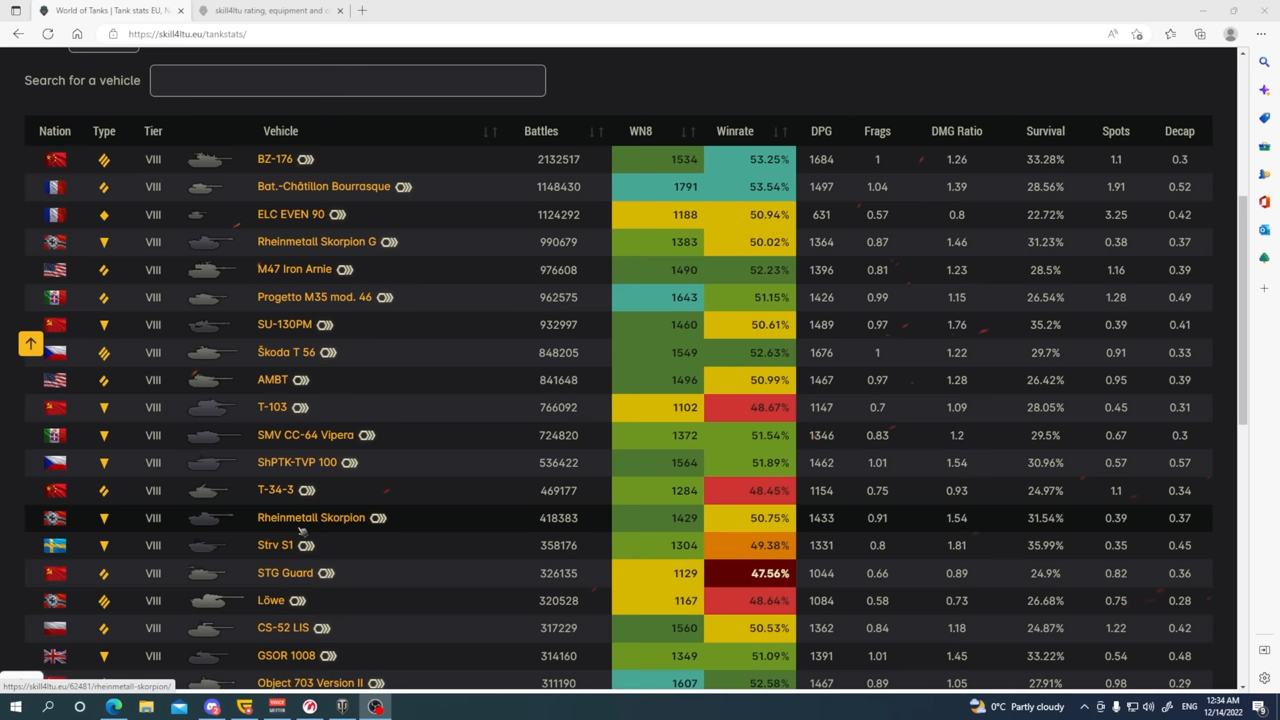 World of Tanks | Tank stats EU, N
skill4ltu rating, equipment and c
https://skill4ltu.eu/tankstats/
Search for a vehicle
Nation Type Tier Vehicle Battles WN8 Winrate DPG Frags DMG Ratio Survival Spots Decap
VIII BZ-176 2132517 1534 53.25% 1684 1 1.26 33.28% 1.1 0.3
VIII Bat.-Châtillon Bourrasque 1148430 1791 53.54% 1497 1.04 1.39 28.56% 1.91 0.52
VIII ELC EVEN 90 1124292 1188 50.94% 631 0.57 0.8 22.72% 3.25 0.42
VIII Rheinmetall Skorpion G 990679 1383 50.02% 1364 0.87 1.46 31.23% 0.38 0.37
VIII M47 Iron Arnie 976608 1490 52.23% 1396 0.81 1.23 28.5% 1.16 0.39
VIII Progetto M35 mod. 46 962575 1643 51.15% 1426 0.99 1.15 26.54% 1.28 0.49
VIII SU-130PM 932997 1460 50.61% 1489 0.97 1.76 35.2% 0.39 0.41
VIII Škoda T 56 848205 1549 52.63% 1676 1 1.22 29.7% 0.91 0.33
VIII AMBT 841648 1496 50.99% 1467 0.97 1.28 26.42% 0.95 0.39
VIII T-103 766092 1102 48.67% 1147 0.7 1.09 28.05% 0.45 0.31
VIII SMV CC-64 Vipera 724820 1372 51.54% 1346 0.83 1.2 29.5% 0.67 0.3
VIII ShPTK-TVP 100 536422 1564 51.89% 1462 1.01 1.54 30.96% 0.57 0.57
VIII T-34-3 469177 1284 48.45% 1154 0.75 0.93 24.97% 1.1 0.34
VIII Rheinmetall Skorpion 418383 1429 50.75% 1433 0.91 1.54 31.54% 0.39 0.37
VIII Strv S1 358176 1304 49.38% 1331 0.8 1.81 35.99% 0.35 0.45
VIII STG Guard 326135 1129 47.56% 1044 0.66 0.89 24.9% 0.82 0.36
VIII Löwe 320528 1167 48.64% 1084 0.58 0.73 26.68% 0.75 0.28
VIII CS-52 LIS 317229 1560 50.53% 1362 0.84 1.18 24.87% 1.22 0.42
VIII GSOR 1008 314160 1349 51.09% 1391 1.01 1.45 33.22% 0.54 0.46
VIII Object 703 Version II 311190 1607 52.58% 1467 0.89 1.05 27.91% 0.98 0.29
https://skill4ltu.eu/62481/rheinmetall-skorpion/
0°C Partly cloudy
ENG
12:34 AM
12/14/2022